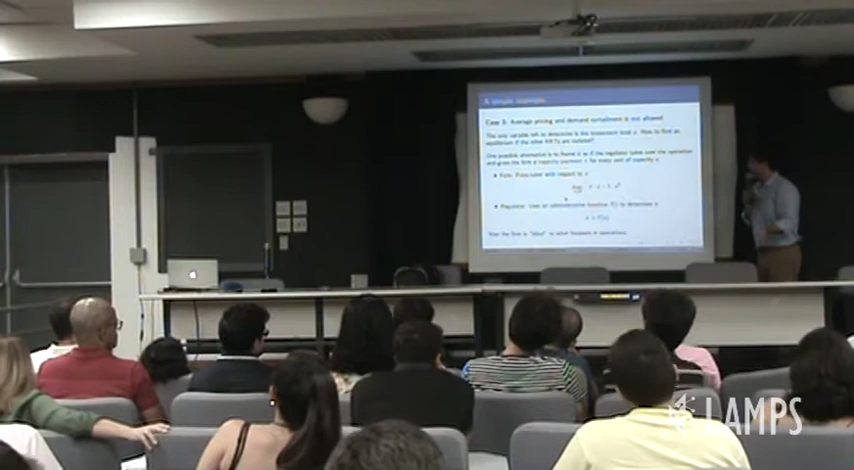 A simple example
Case 3: Average pricing and demand curtailment is not allowed
The only variable left to determine is the investment level x. How to find an
equilibrium if the other KKTs are violated?
One possible alternative is to frame it as if the regulator takes over the operation
and gives the firm a capacity payment for every unit of capacity x.
Firm: Price-taker with respect to
Regulator: Uses an administrative function to determine
Now the firm is "blind" to what happens in operations
LAMPS